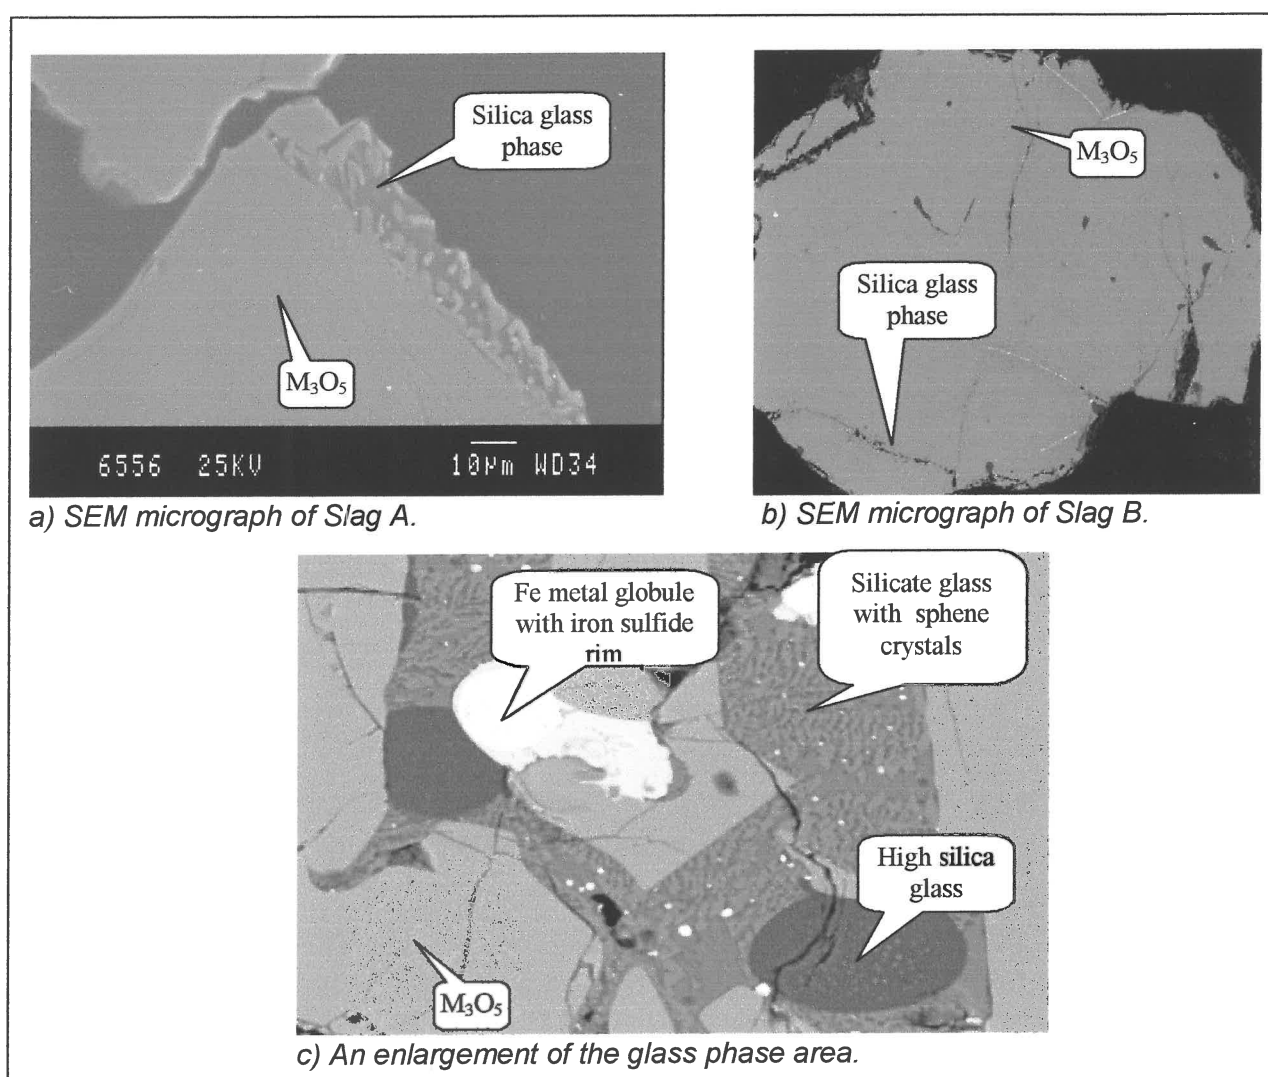 Silica glass
phase
M₃O₅
6556 25KV 10µm WD34
a) SEM micrograph of Slag A.
M₃O₅
Silica glass
phase
b) SEM micrograph of Slag B.
Fe metal globule
with iron sulfide
rim
Silicate glass
with sphene
crystals
High silica
glass
M₃O₅
c) An enlargement of the glass phase area.